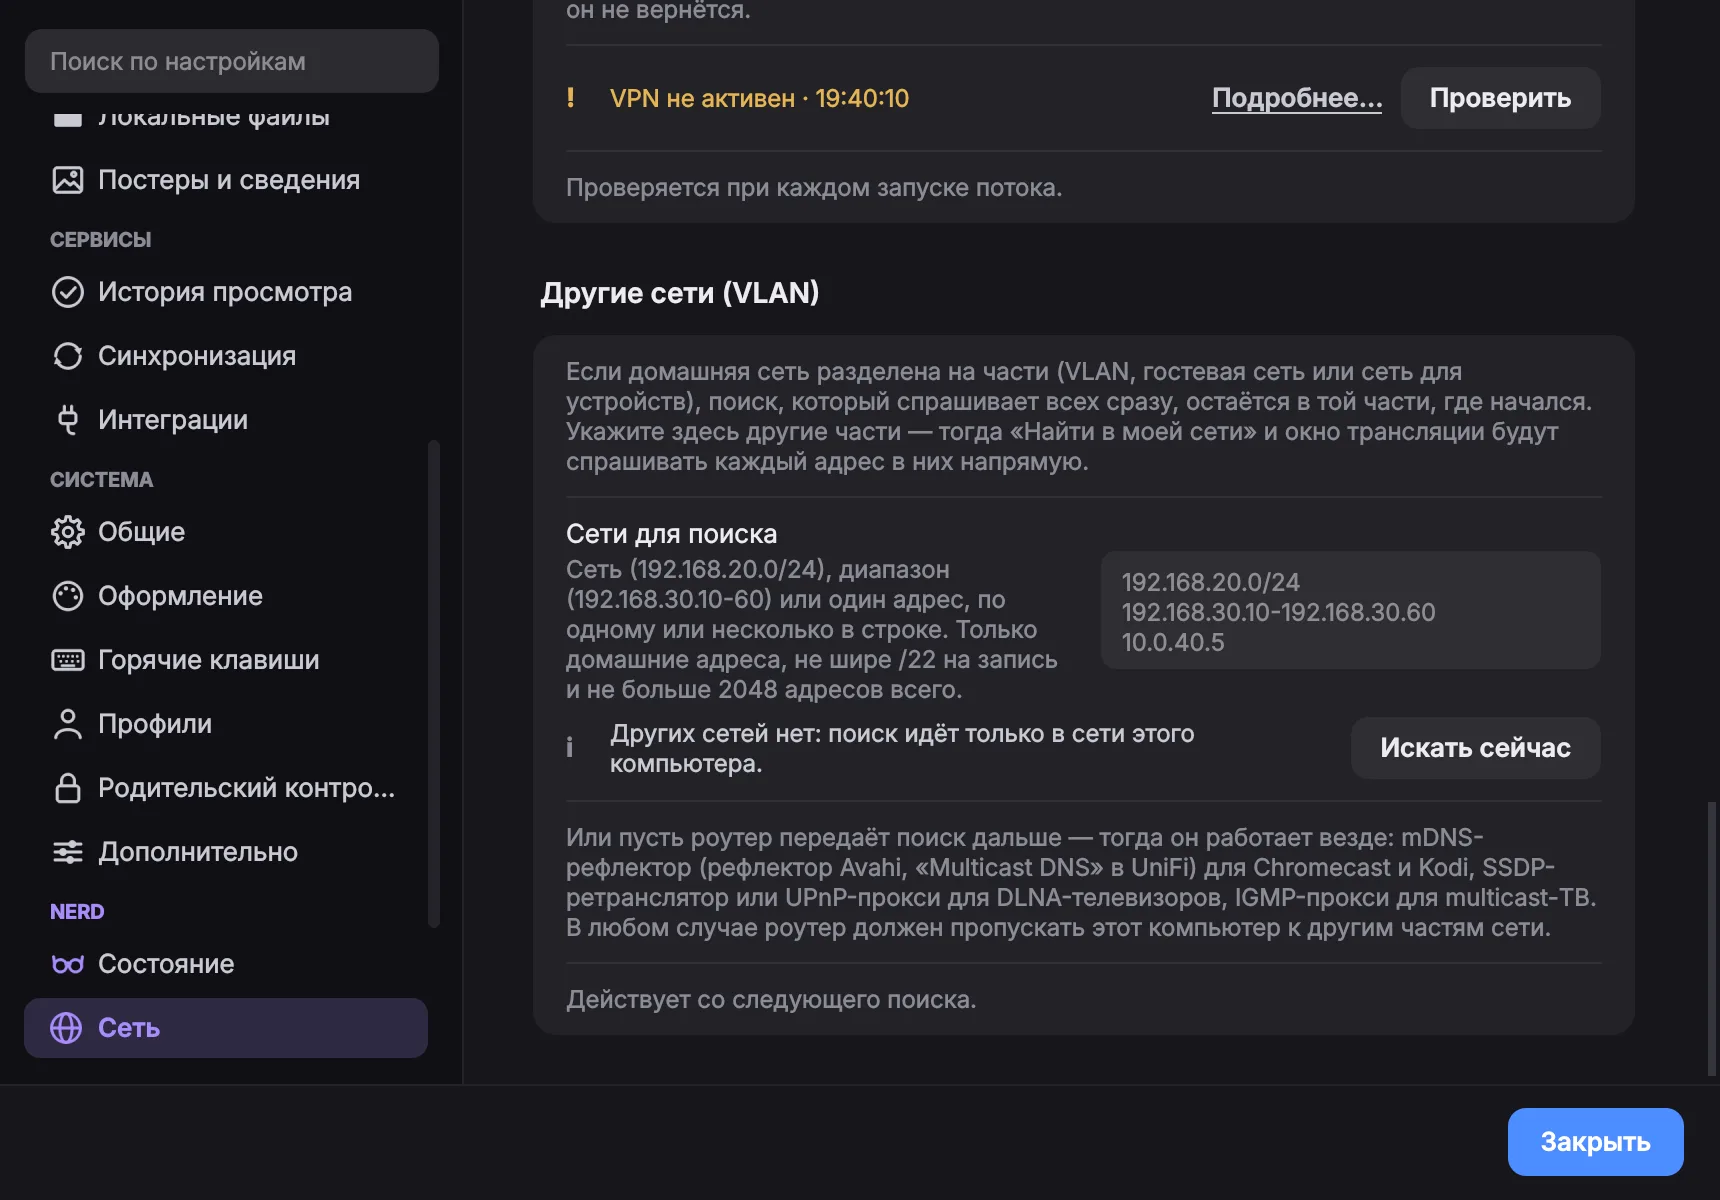 Поиск по настройкам
Локальные файлы
Постеры и сведения
СЕРВИСЫ
История просмотра
Синхронизация
Интеграции
СИСТЕМА
Общие
Оформление
Горячие клавиши
Профили
Родительский контро...
Дополнительно
NERD
Состояние
Сеть
он не вернётся.
! VPN не активен · 19:40:10
Подробнее...
Проверить
Проверяется при каждом запуске потока.
Другие сети (VLAN)
Если домашняя сеть разделена на части (VLAN, гостевая сеть или сеть для
устройств), поиск, который спрашивает всех сразу, остаётся в той части, где начался.
Укажите здесь другие части — тогда «Найти в моей сети» и окно трансляции будут
спрашивать каждый адрес в них напрямую.
Сети для поиска
Сеть (192.168.20.0/24), диапазон
(192.168.30.10-60) или один адрес, по
одному или несколько в строке. Только
домашние адреса, не шире /22 на запись
и не больше 2048 адресов всего.
192.168.20.0/24
192.168.30.10-192.168.30.60
10.0.40.5
Других сетей нет: поиск идёт только в сети этого
компьютера.
Искать сейчас
Или пусть роутер передаёт поиск дальше — тогда он работает везде: mDNS-
рефлектор (рефлектор Avahi, «Multicast DNS» в UniFi) для Chromecast и Kodi, SSDP-
ретранслятор или UPnP-прокси для DLNA-телевизоров, IGMP-прокси для multicast-ТВ.
В любом случае роутер должен пропускать этот компьютер к другим частям сети.
Действует со следующего поиска.
Закрыть